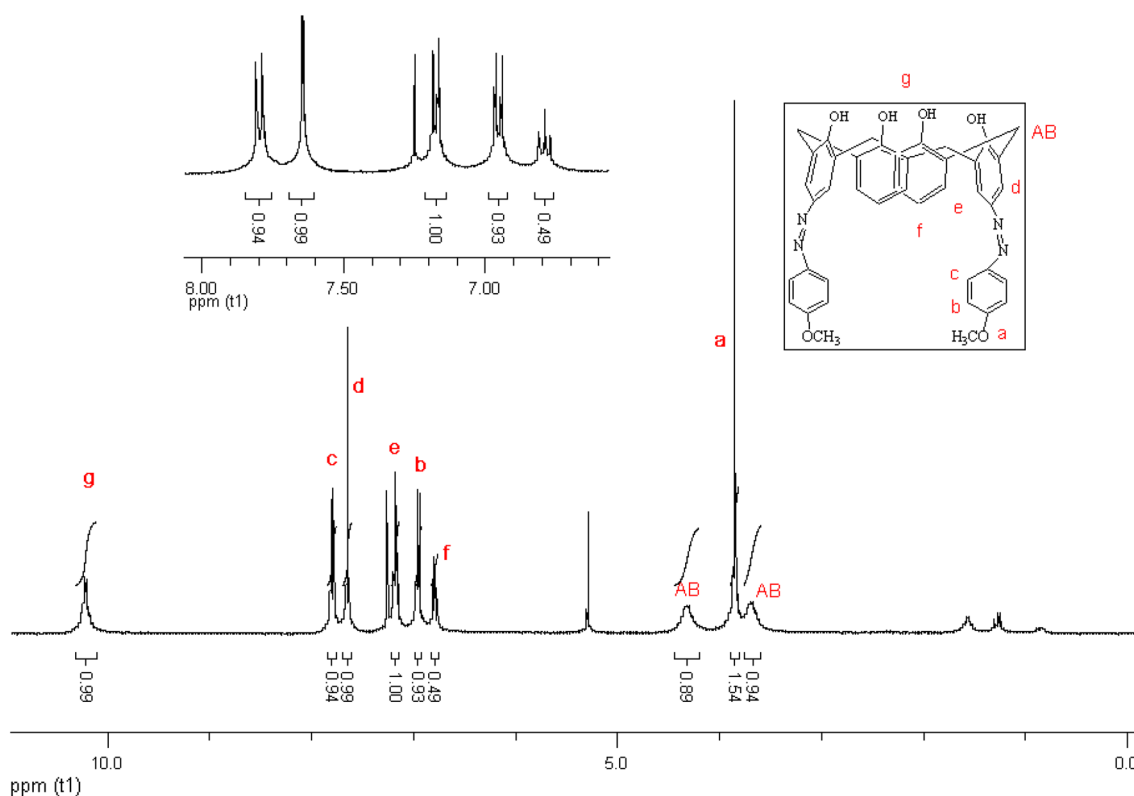 g
OH
OH
OH
OH
AB
d
e
f
N
N
N
N
c
b
OCH3
H3CO
a
0.94
0.99
1.00
0.93
0.49
8.00
7.50
7.00
ppm (t1)
a
d
c
e
b
g
f
AB
AB
0.99
0.94
0.99
1.00
0.93
0.49
0.89
1.54
0.94
10.0
5.0
0.0
ppm (t1)